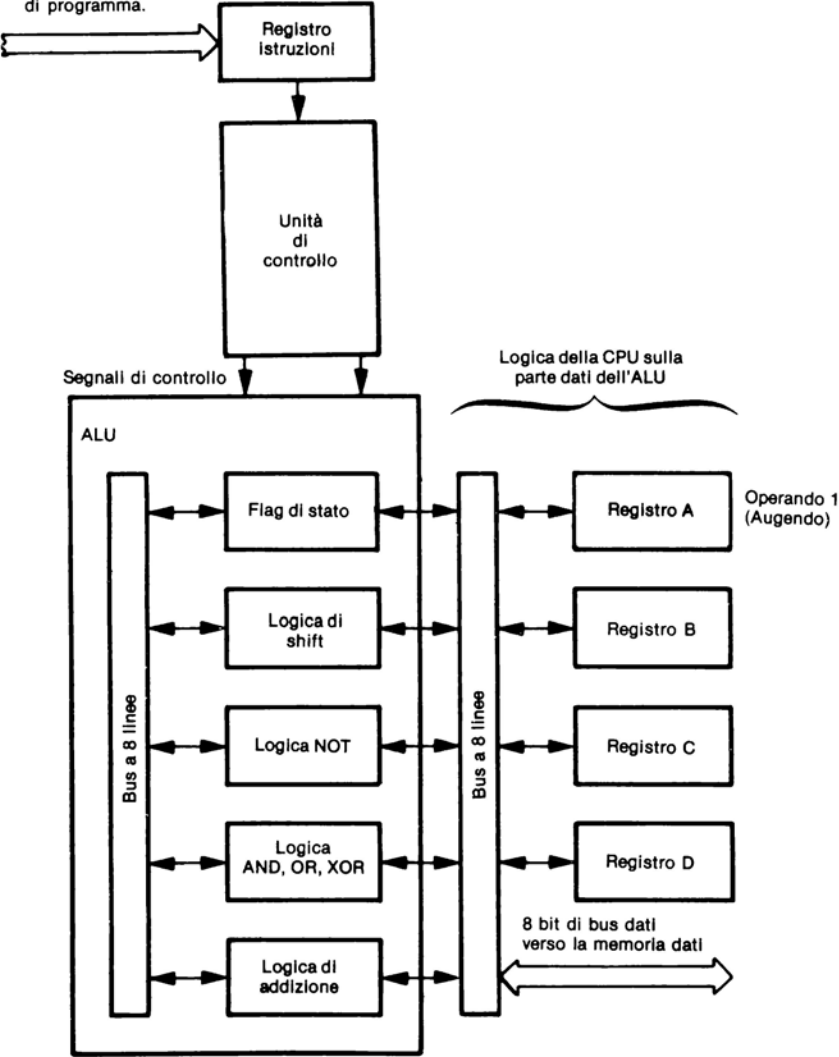 di programma.
Registro
istruzioni
Unità
di
controllo
Segnali di controllo
Logica della CPU sulla
parte dati dell'ALU
ALU
Bus a 8 linee
Flag di stato
Logica di
shift
Logica NOT
Logica
AND, OR, XOR
Logica di
addizione
Bus a 8 linee
Registro A
Operando 1
(Augendo)
Registro B
Registro C
Registro D
8 bit di bus dati
verso la memoria dati